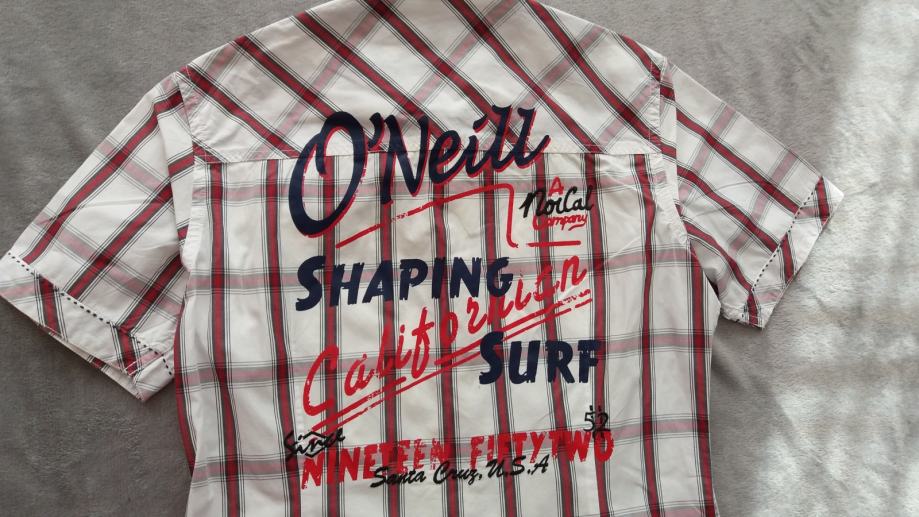 O'Neill
A
NorCal
Company
SHAPING
Californian
SURF
Since
52
NINETEEN FIFTYTWO
Santa Cruz, U.S.A